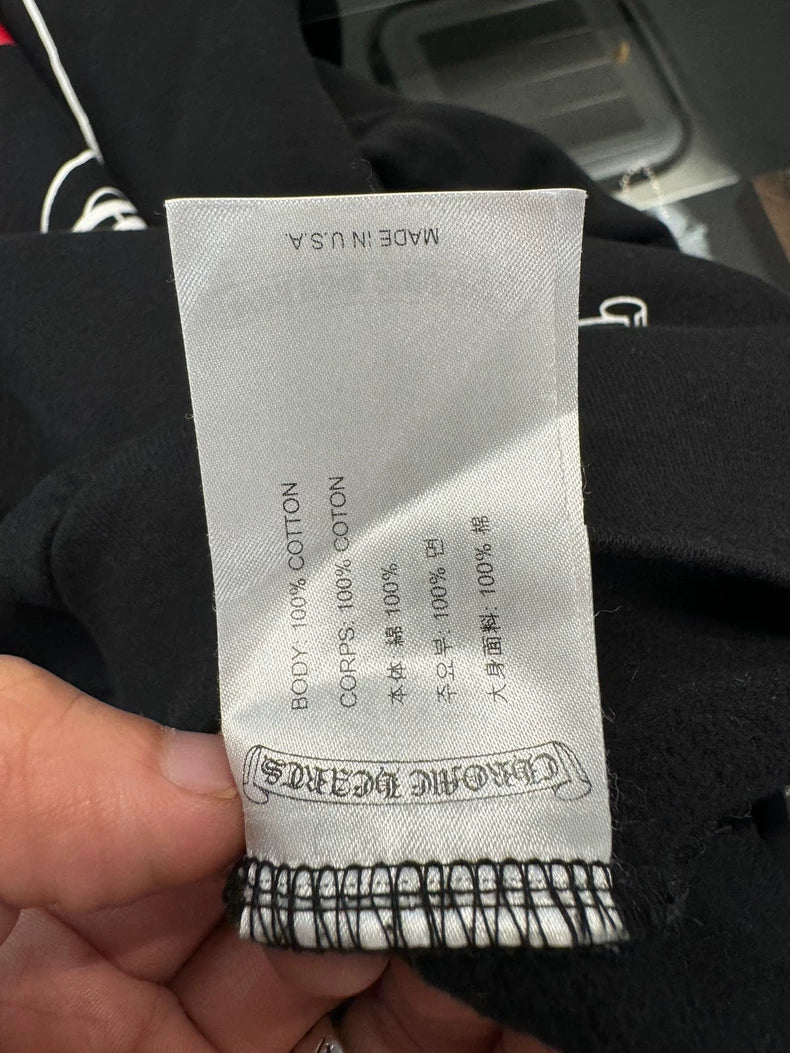 MADE IN U.S.A.
BODY: 100% COTTON
CORPS: 100% COTON
本体 綿 100%
주요부: 100% 면
大身面料: 100% 棉
CHROME HEARTS